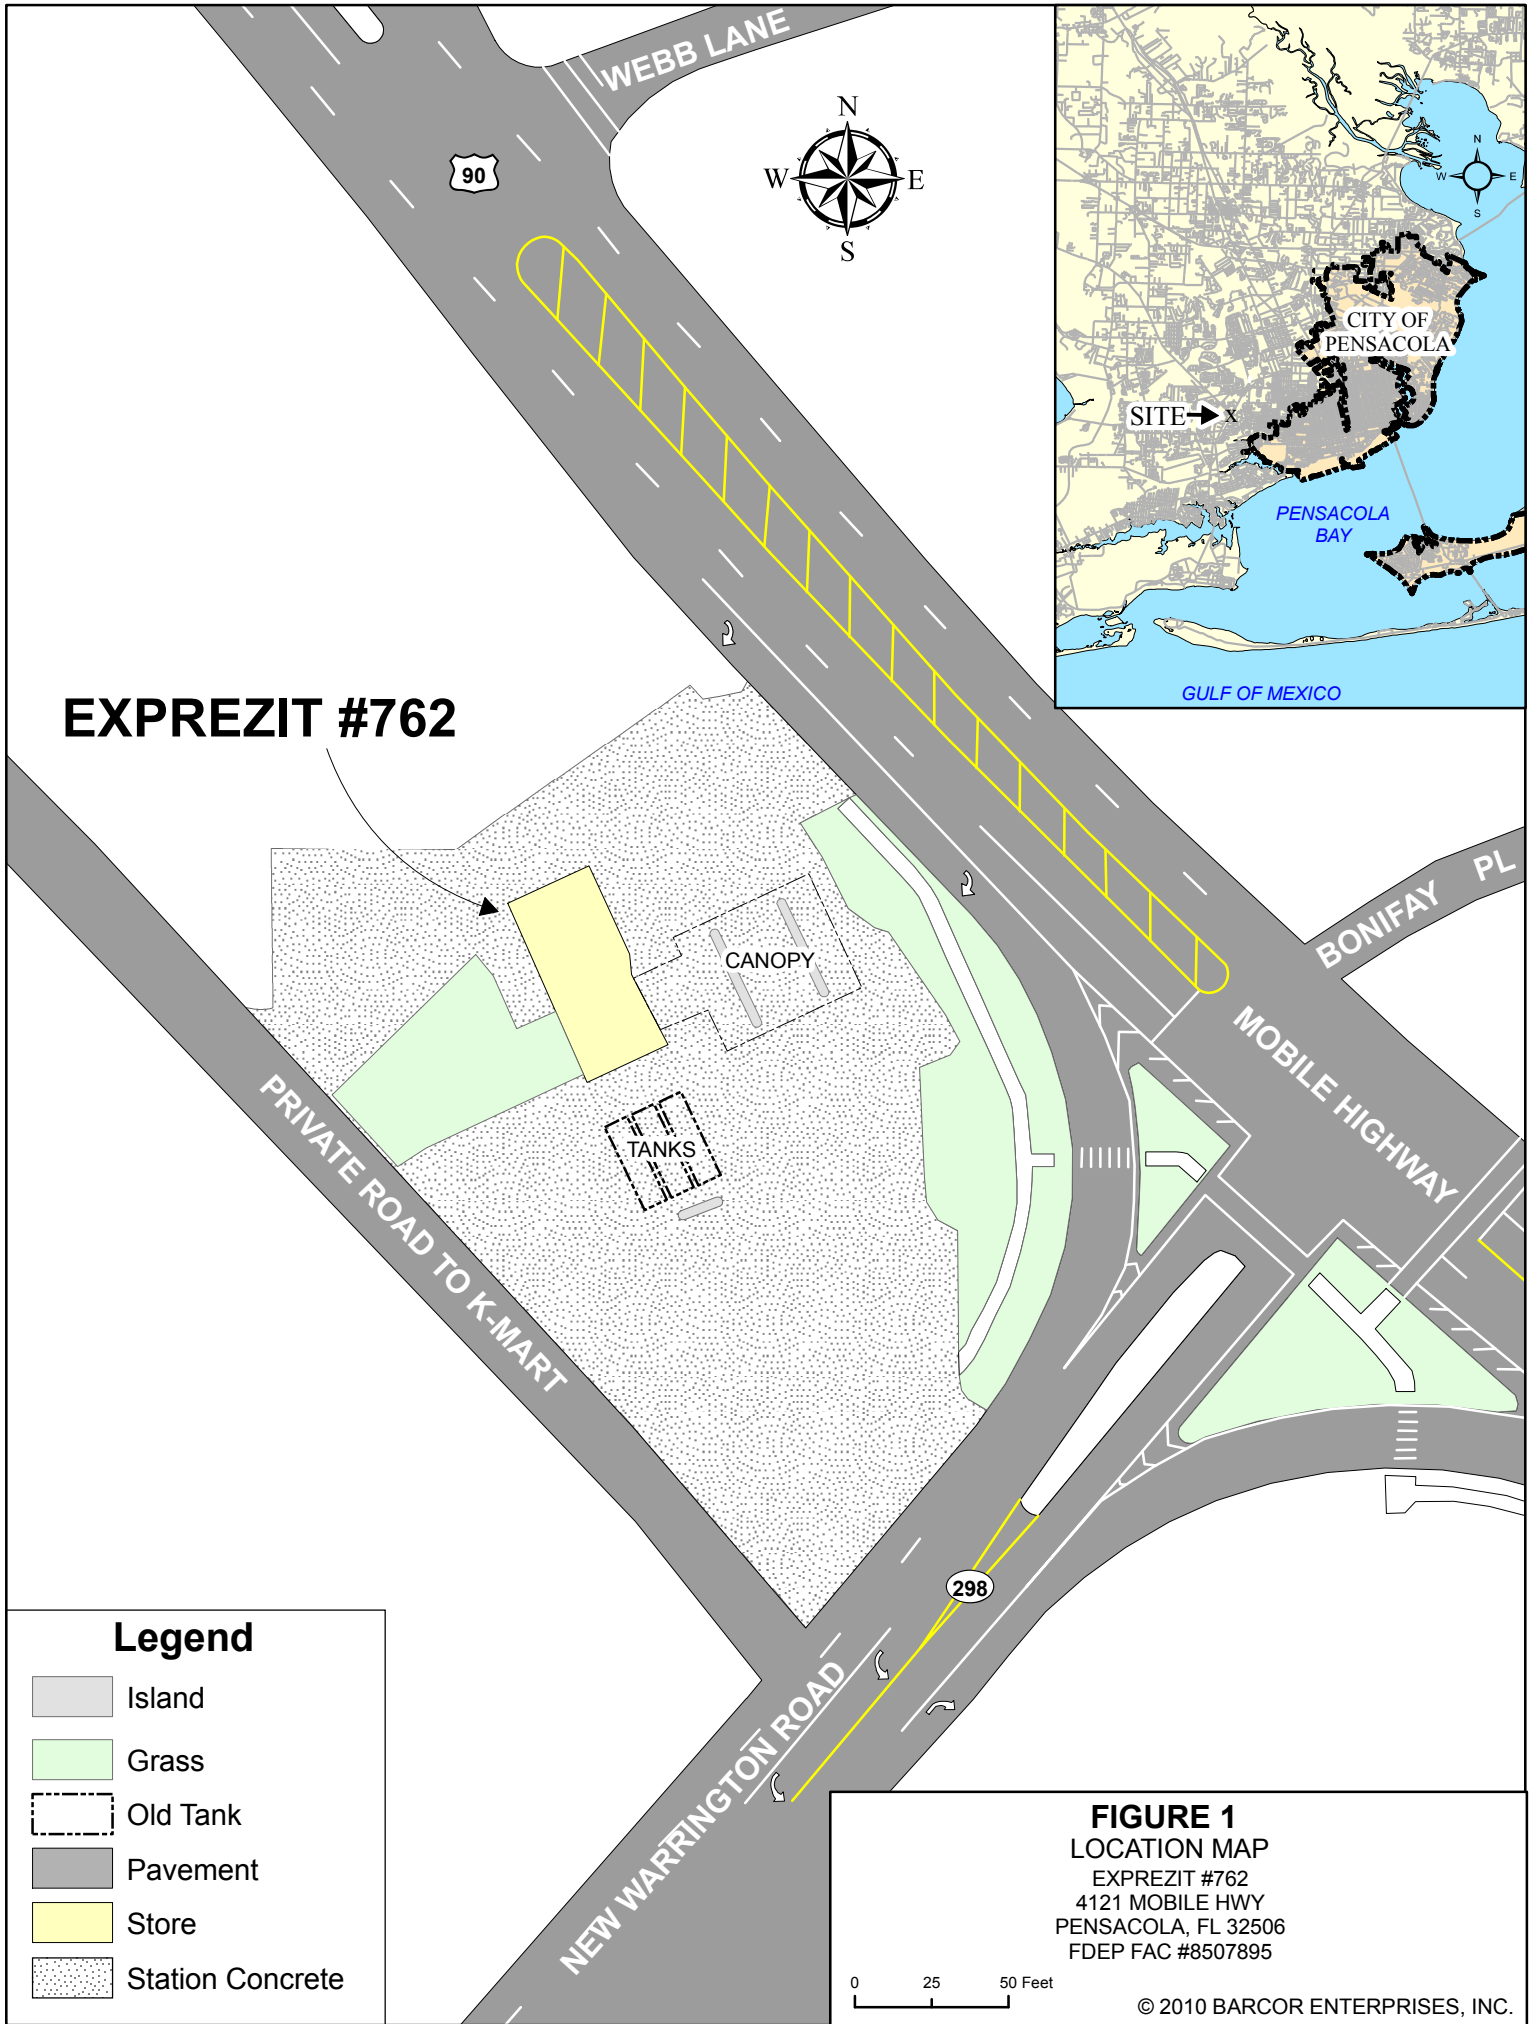 WEBB LANE
90
N
W E
S
N
W E
S
CITY OF
PENSACOLA
SITE X
PENSACOLA
BAY
GULF OF MEXICO
EXPREZIT #762
BONIFAY PL
CANOPY
MOBILE HIGHWAY
TANKS
PRIVATE ROAD TO K-MART
298
NEW WARRINGTON ROAD
Legend
Island
Grass
Old Tank
Pavement
Store
Station Concrete
FIGURE 1
LOCATION MAP
EXPREZIT #762
4121 MOBILE HWY
PENSACOLA, FL 32506
FDEP FAC #8507895
0 25 50 Feet
© 2010 BARCOR ENTERPRISES, INC.